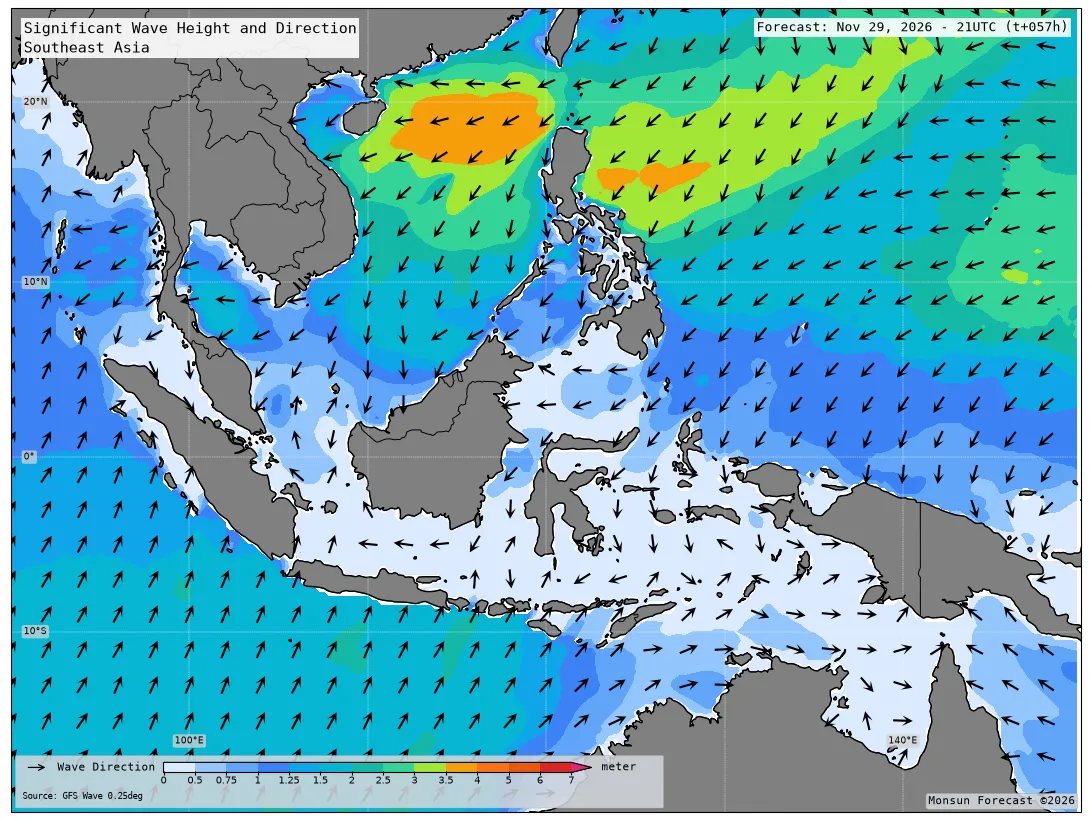 Significant Wave Height and Direction
Southeast Asia
Forecast: Nov 29, 2026 - 21UTC (t+057h)
20°N
10°N
0°
10°S
100°E
140°E
Wave Direction
meter
0 0.5 0.75 1 1.25 1.5 2 2.5 3 3.5 4 5 6 7
Source: GFS Wave 0.25deg
Monsun Forecast ©2026